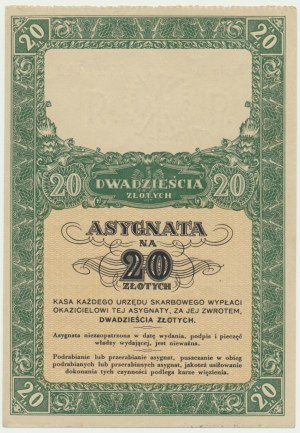 20 20
DWADZIEŚCIA
20 ZŁOTYCH 20
ASYGNATA
NA
20
ZŁOTYCH
KASA KAŻDEGO URZĘDU SKARBOWEGO WYPŁACI
OKAZICIELOWI TEJ ASYGNATY, ZA JEJ ZWROTEM,
DWADZIEŚCIA ZŁOTYCH.
Asygnata niezaopatrzona w datę wydania, podpis i pieczęć
władzy wydającej, jest nieważna.
Podrabianie lub przerabianie asygnat, puszczanie w obieg
podrabianych lub przerabianych asygnat, jakoteż usiłowanie
dokonania tych czynności podlega karze więzienia.
20 20